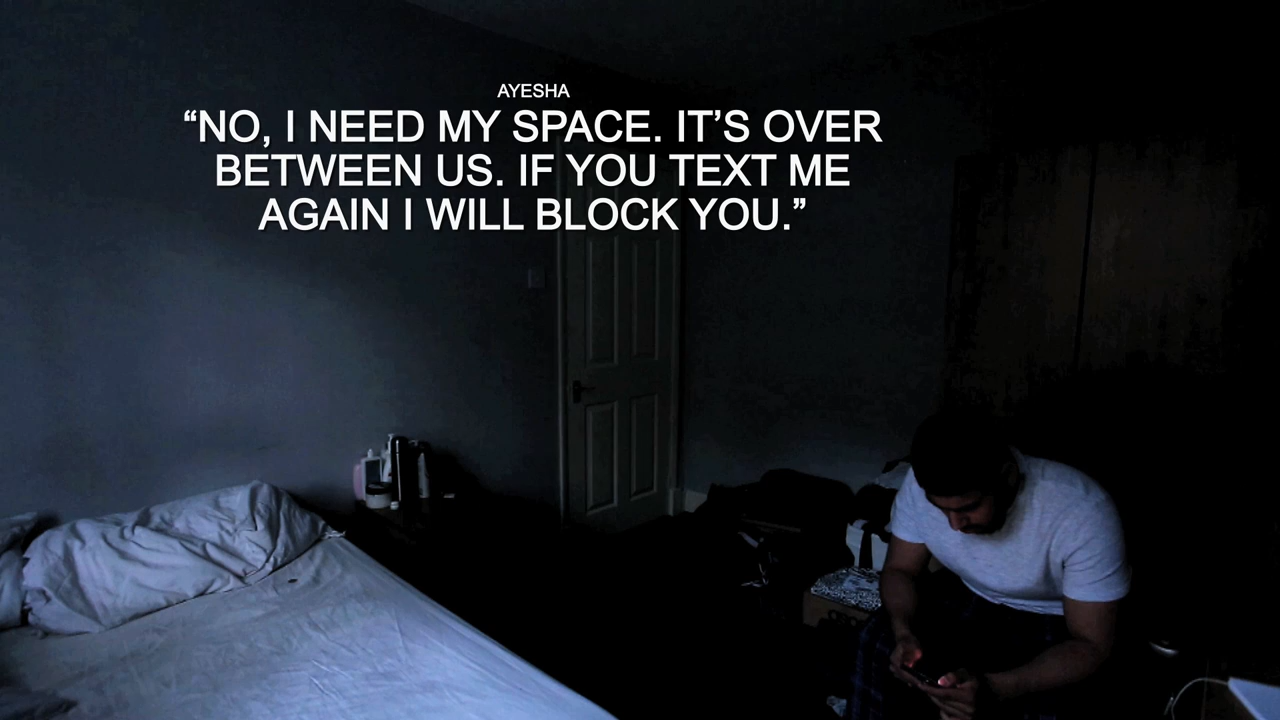 AYESHA
“NO, I NEED MY SPACE. IT’S OVER
BETWEEN US. IF YOU TEXT ME
AGAIN I WILL BLOCK YOU.”